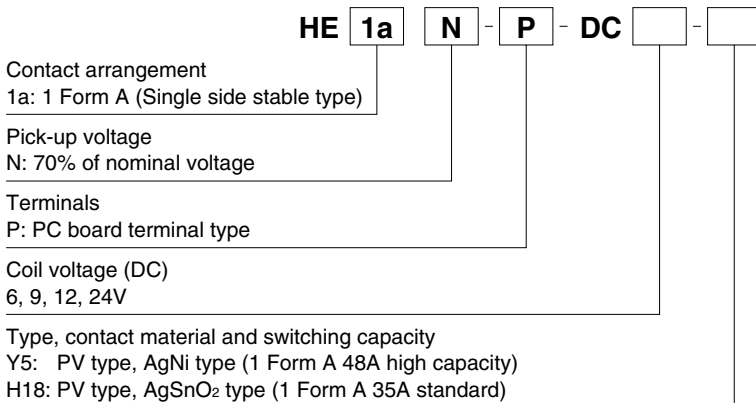 HE 1a N - P - DC -
Contact arrangement
1a: 1 Form A (Single side stable type)
Pick-up voltage
N: 70% of nominal voltage
Terminals
P: PC board terminal type
Coil voltage (DC)
6, 9, 12, 24V
Type, contact material and switching capacity
Y5: PV type, AgNi type (1 Form A 48A high capacity)
H18: PV type, AgSnO₂ type (1 Form A 35A standard)